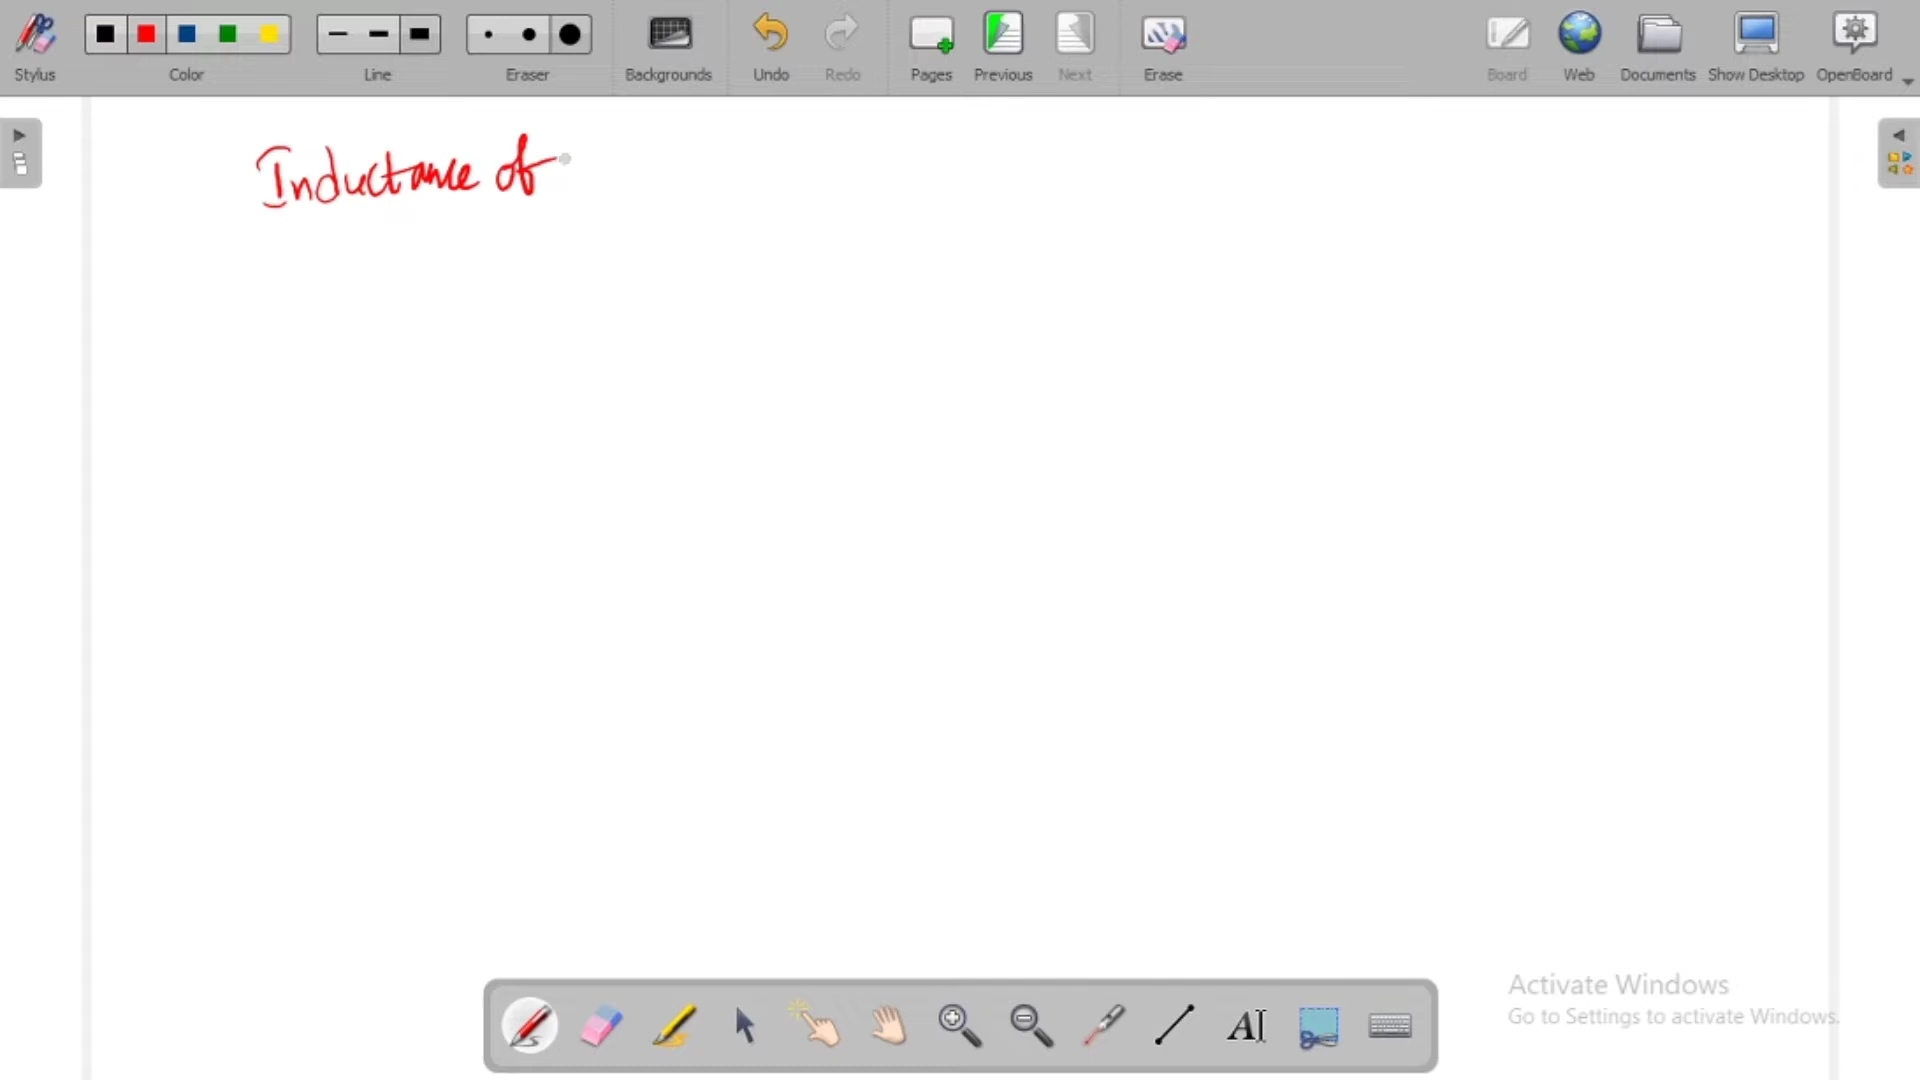 Stylus Color Line Eraser Backgrounds Undo Redo Pages Previous Next Erase Board Web Documents Show Desktop OpenBoard
Inductance of
Activate Windows
Go to Settings to activate Windows.